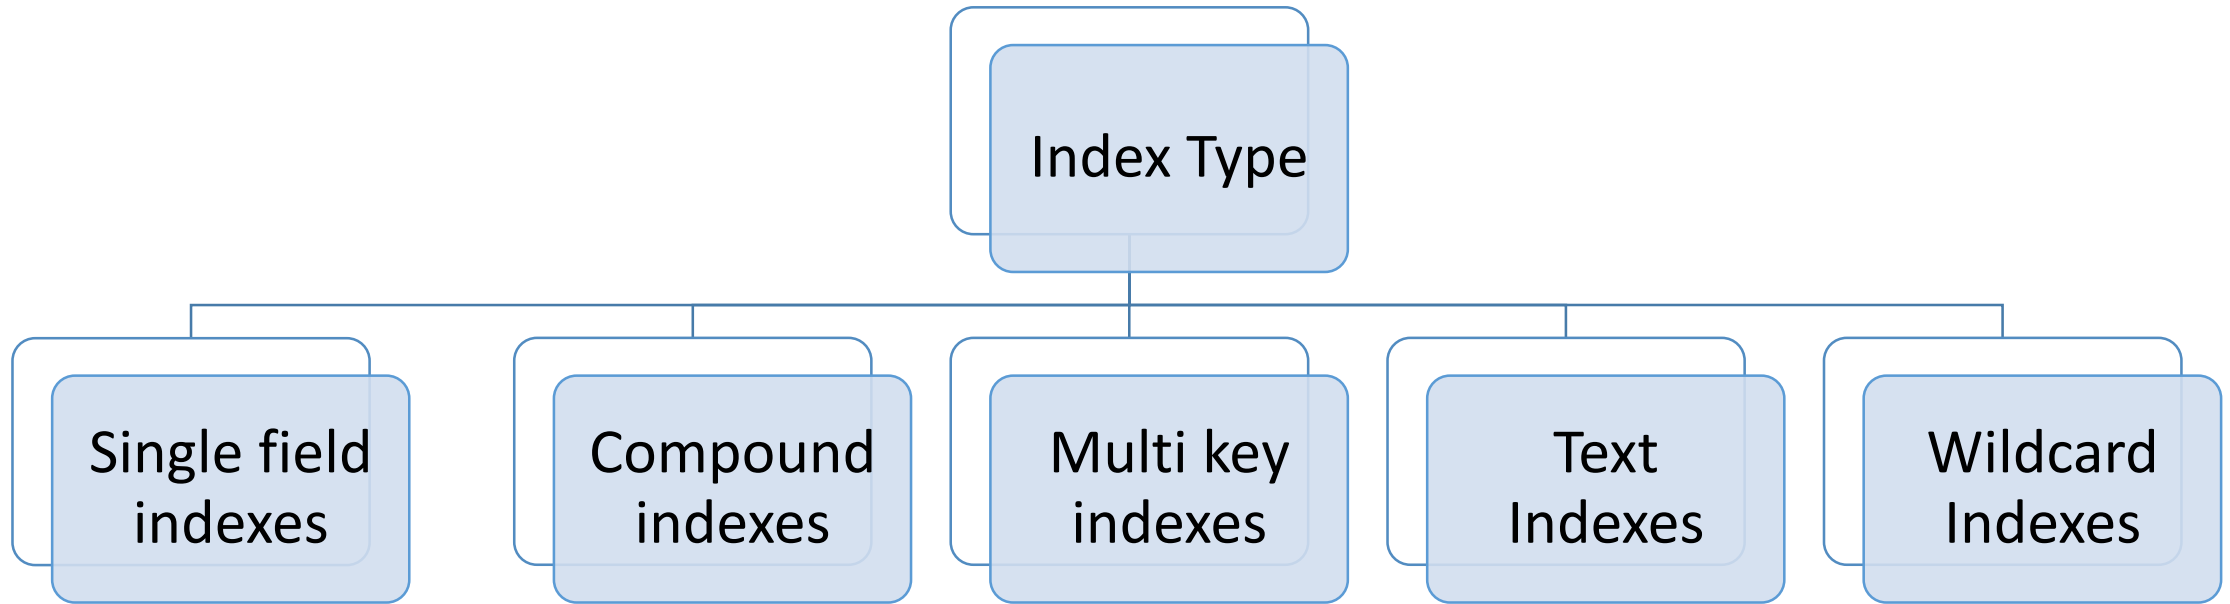 Index Type
Single field
indexes
Compound
indexes
Multi key
indexes
Text
Indexes
Wildcard
Indexes